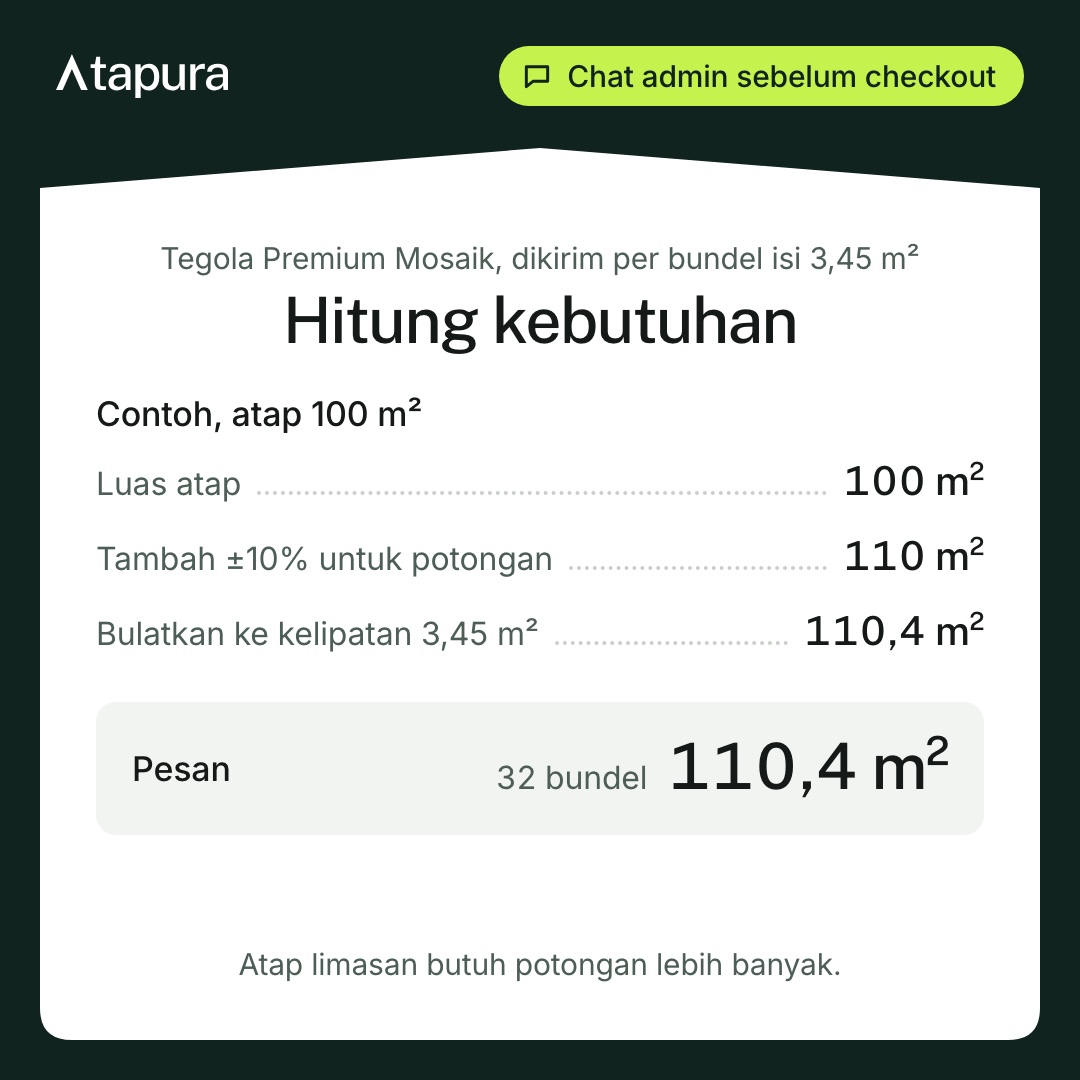 Atapura
Chat admin sebelum checkout
Tegola Premium Mosaik, dikirim per bundel isi 3,45 m²
Hitung kebutuhan
Contoh, atap 100 m²
Luas atap 100 m²
Tambah ±10% untuk potongan 110 m²
Bulatkan ke kelipatan 3,45 m² 110,4 m²
Pesan 32 bundel 110,4 m²
Atap limasan butuh potongan lebih banyak.